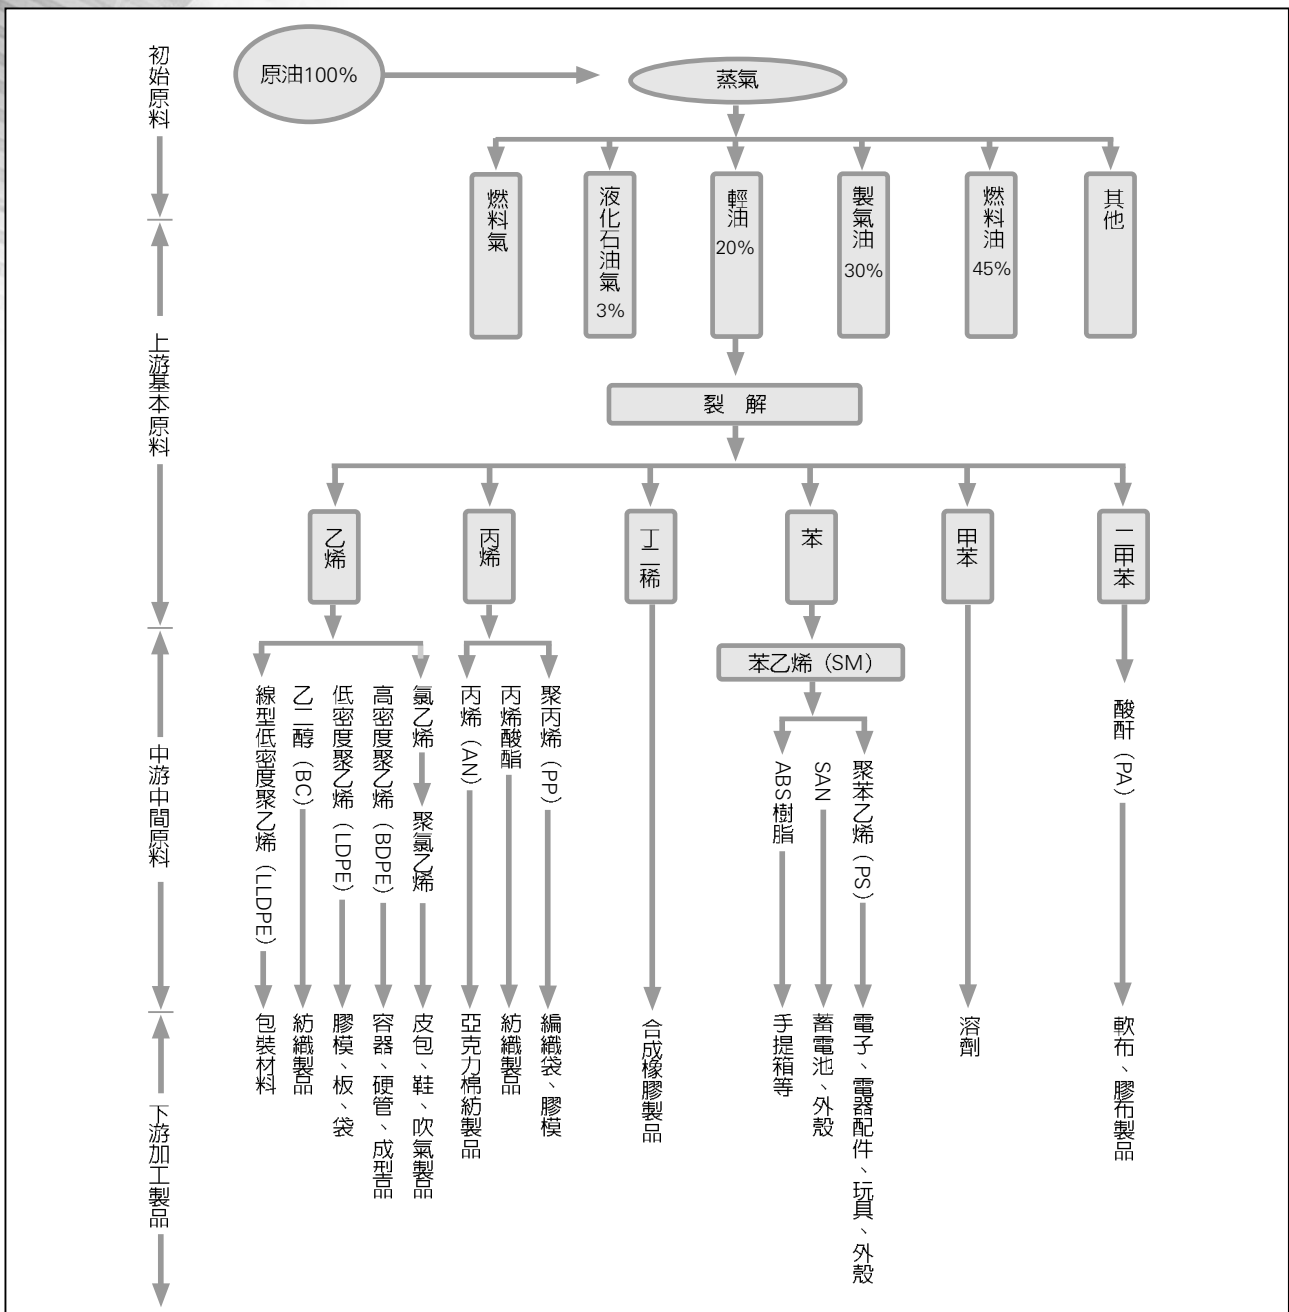 初始原料
上游基本原料
中游中間原料
下游加工製品
原油100%
蒸氣
燃料氣
液化石油氣3%
輕油20%
製氣油30%
燃料油45%
其他
裂 解
乙烯
丙烯
丁二稀
苯
甲苯
二甲苯
苯乙烯（SM）
線型低密度聚乙烯（LLDPE）
乙二醇（BC）
低密度聚乙烯（LDPE）
高密度聚乙烯（BDPE）
氯乙烯
聚氯乙烯
丙烯（AN）
丙烯酸酯
聚丙烯（PP）
ABS樹脂
SAN
聚苯乙烯（PS）
酸酐（PA）
包裝材料
紡織製品
膠模、板、袋
容器、硬管、成型品
皮包、鞋、吹氣製品
亞克力棉紡製品
紡織製品
編織袋、膠模
合成橡膠製品
手提箱等
蓄電池、外殼
電子、電器配件、玩具、外殼
溶劑
軟布、膠布製品